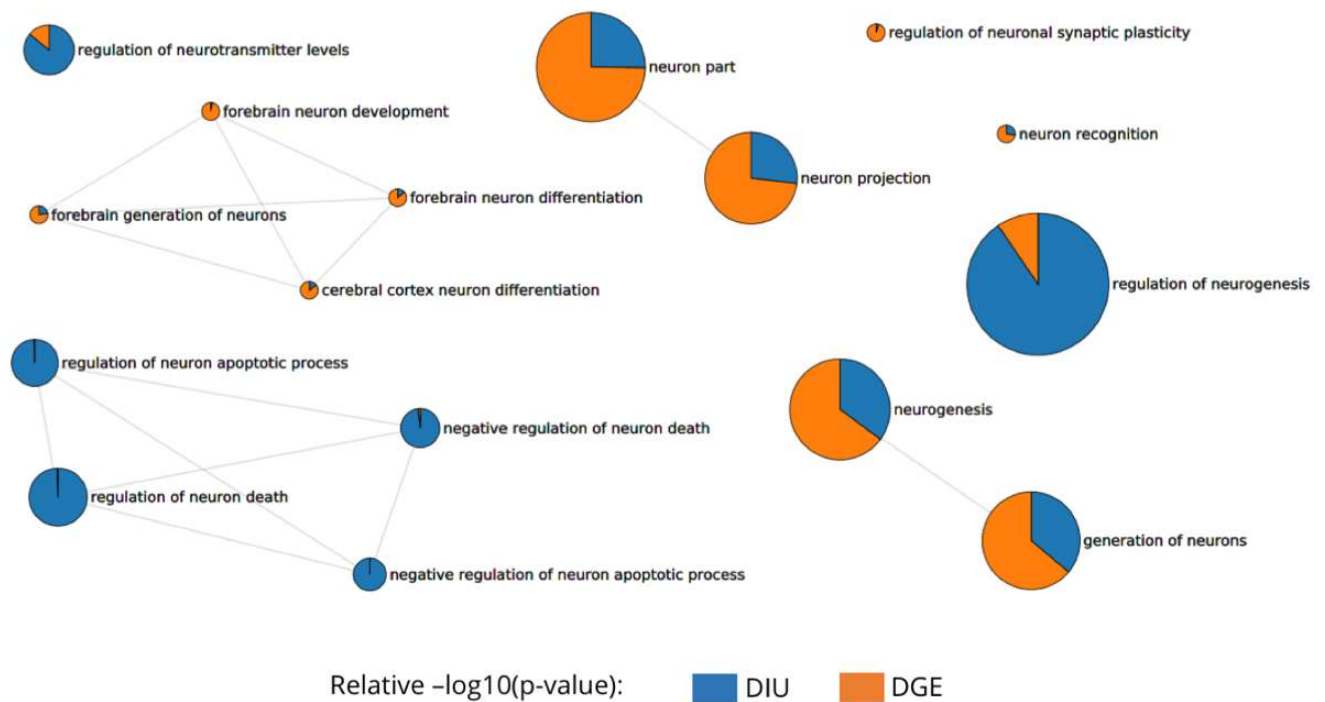 regulation of neurotransmitter levels
neuron part
regulation of neuronal synaptic plasticity
forebrain neuron development
neuron recognition
neuron projection
forebrain neuron differentiation
forebrain generation of neurons
cerebral cortex neuron differentiation
regulation of neurogenesis
regulation of neuron apoptotic process
neurogenesis
negative regulation of neuron death
regulation of neuron death
generation of neurons
negative regulation of neuron apoptotic process
Relative –log10(p-value): DIU DGE